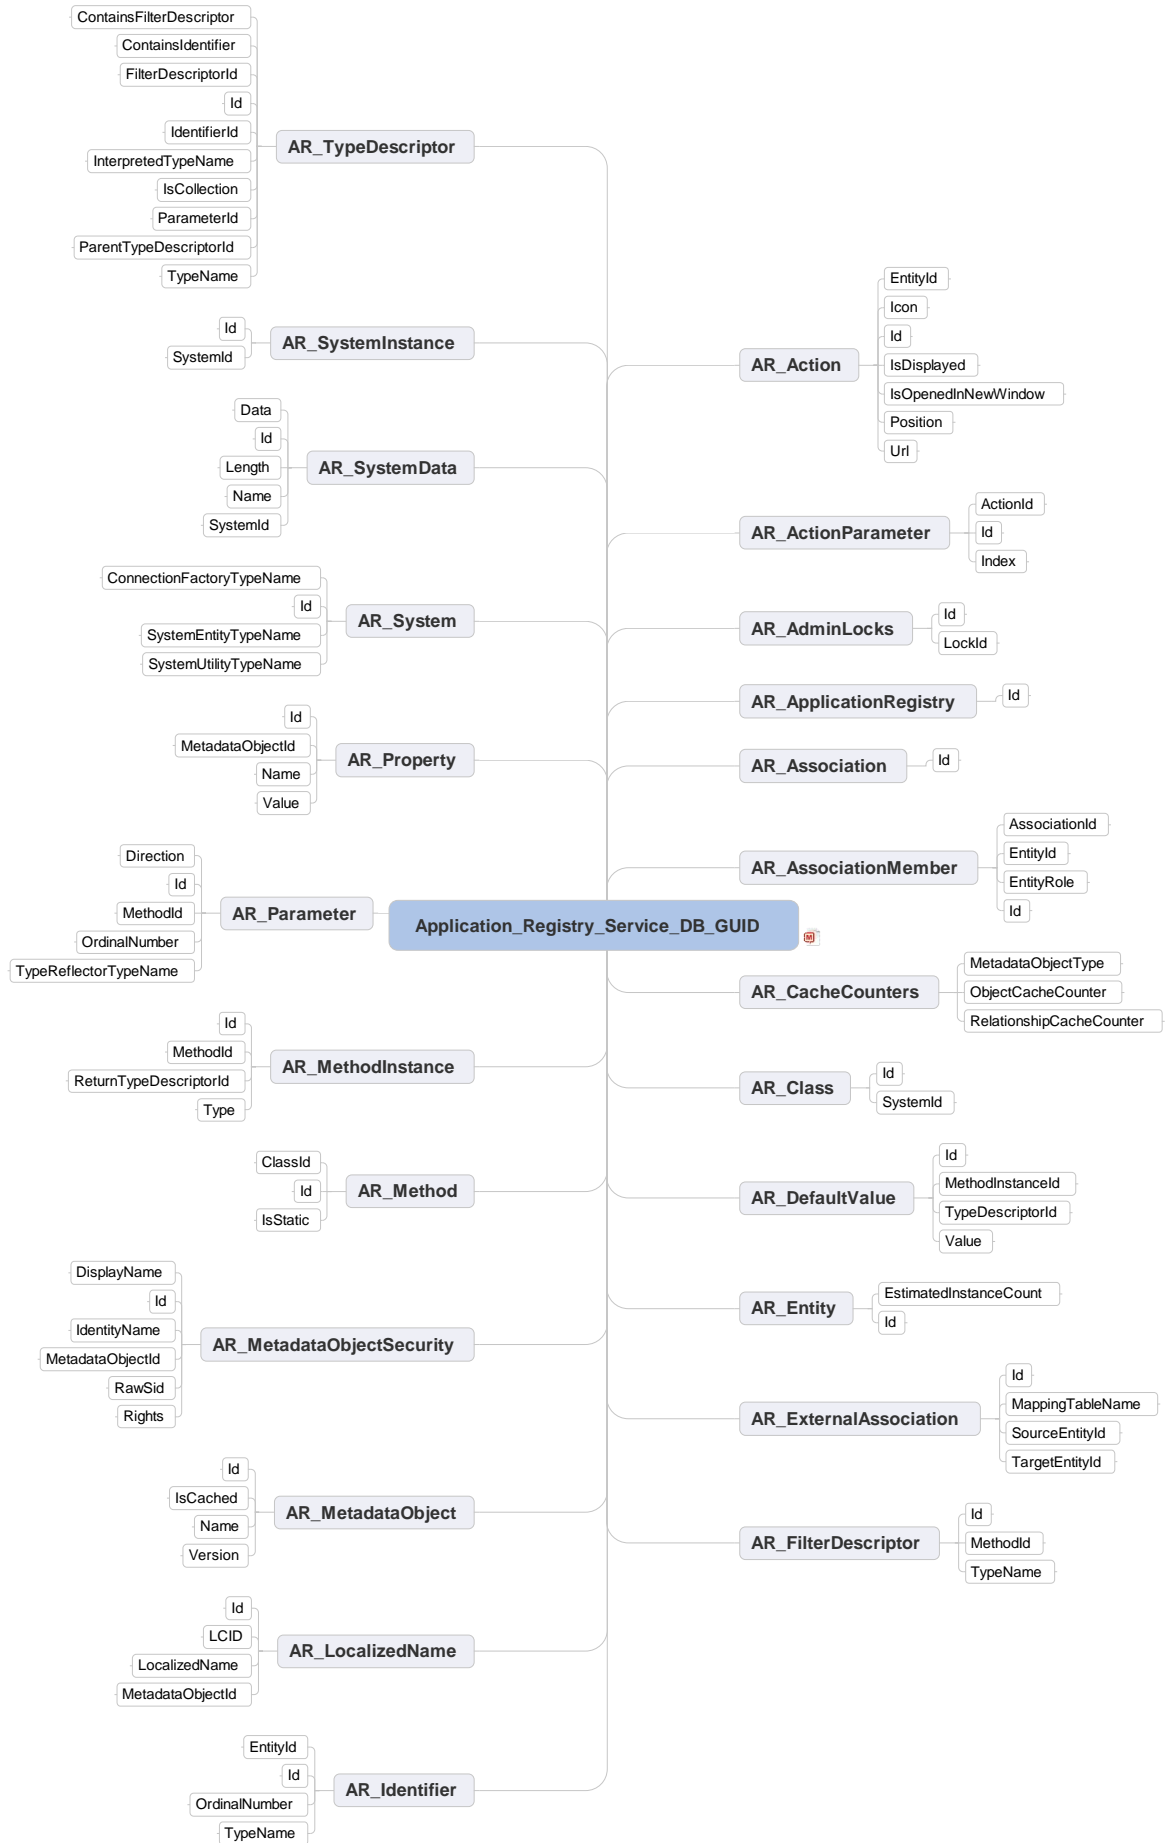 Application_Registry_Service_DB_GUID
AR_TypeDescriptor
ContainsFilterDescriptor
ContainsIdentifier
FilterDescriptorId
Id
IdentifierId
InterpretedTypeName
IsCollection
ParameterId
ParentTypeDescriptorId
TypeName
AR_SystemInstance
Id
SystemId
AR_SystemData
Data
Id
Length
Name
SystemId
AR_System
ConnectionFactoryTypeName
Id
SystemEntityTypeName
SystemUtilityTypeName
AR_Property
Id
MetadataObjectId
Name
Value
AR_Parameter
Direction
Id
MethodId
OrdinalNumber
TypeReflectorTypeName
AR_MethodInstance
Id
MethodId
ReturnTypeDescriptorId
Type
AR_Method
ClassId
Id
IsStatic
AR_MetadataObjectSecurity
DisplayName
Id
IdentityName
MetadataObjectId
RawSid
Rights
AR_MetadataObject
Id
IsCached
Name
Version
AR_LocalizedName
Id
LCID
LocalizedName
MetadataObjectId
AR_Identifier
EntityId
Id
OrdinalNumber
TypeName
AR_Action
EntityId
Icon
Id
IsDisplayed
IsOpenedInNewWindow
Position
Url
AR_ActionParameter
ActionId
Id
Index
AR_AdminLocks
Id
LockId
AR_ApplicationRegistry
Id
AR_Association
Id
AR_AssociationMember
AssociationId
EntityId
EntityRole
Id
AR_CacheCounters
MetadataObjectType
ObjectCacheCounter
RelationshipCacheCounter
AR_Class
Id
SystemId
AR_DefaultValue
Id
MethodInstanceId
TypeDescriptorId
Value
AR_Entity
EstimatedInstanceCount
Id
AR_ExternalAssociation
Id
MappingTableName
SourceEntityId
TargetEntityId
AR_FilterDescriptor
Id
MethodId
TypeName